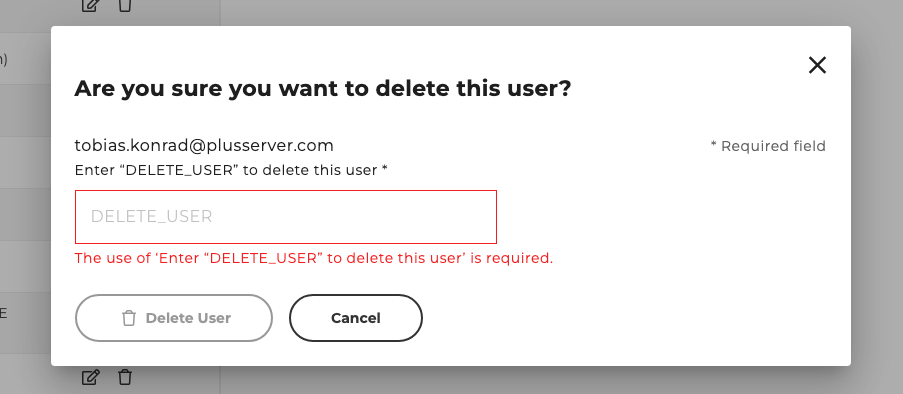 Are you sure you want to delete this user?
tobias.konrad@plusserver.com
* Required field
Enter “DELETE_USER” to delete this user *
DELETE_USER
The use of ‘Enter “DELETE_USER” to delete this user’ is required.
Delete User
Cancel